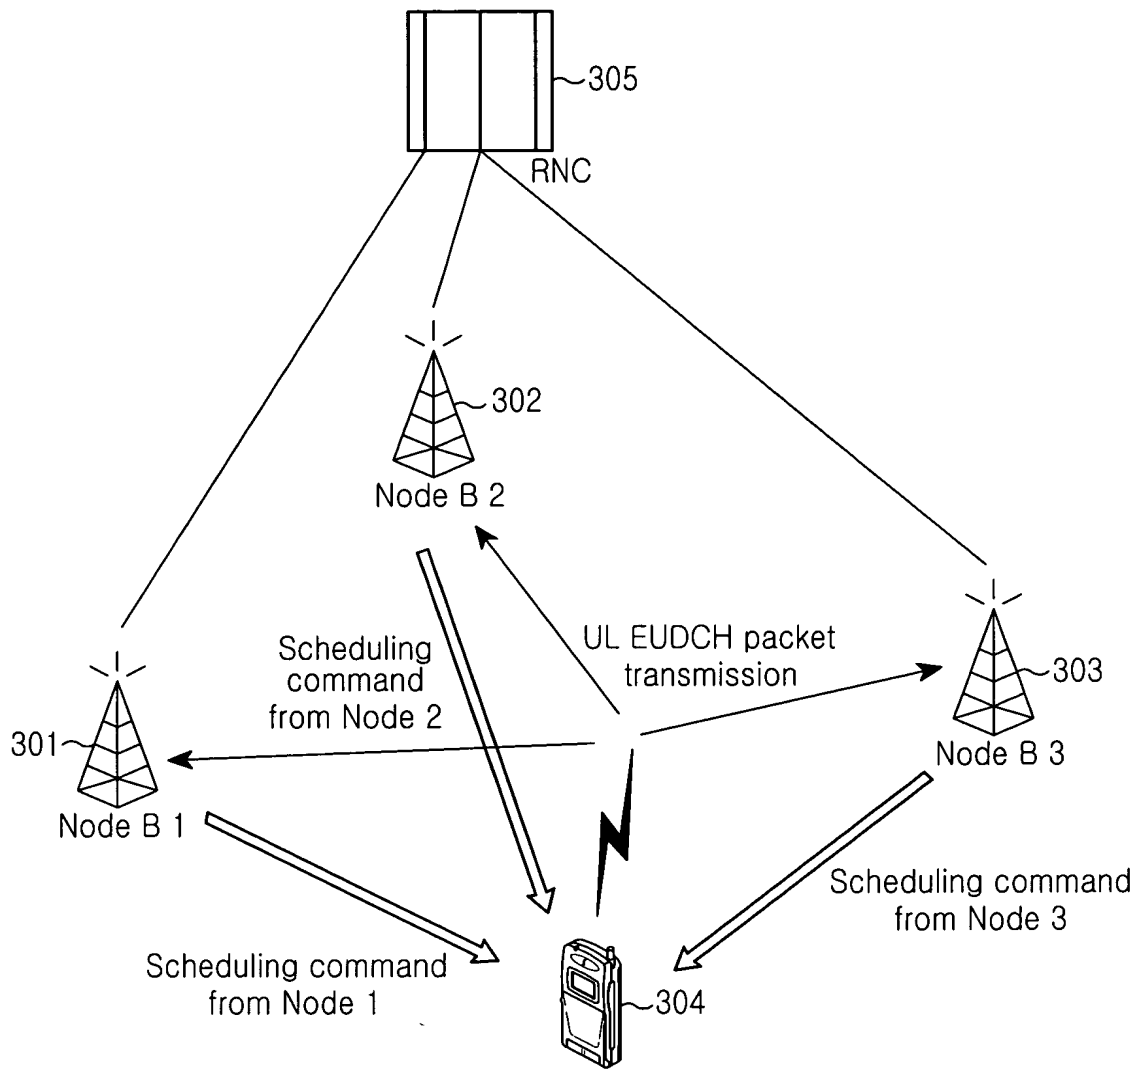 305
RNC
302
Node B 2
UL EUDCH packet
transmission
Scheduling
command
from Node 2
303
Node B 3
301
Node B 1
Scheduling command
from Node 3
Scheduling command
from Node 1
304